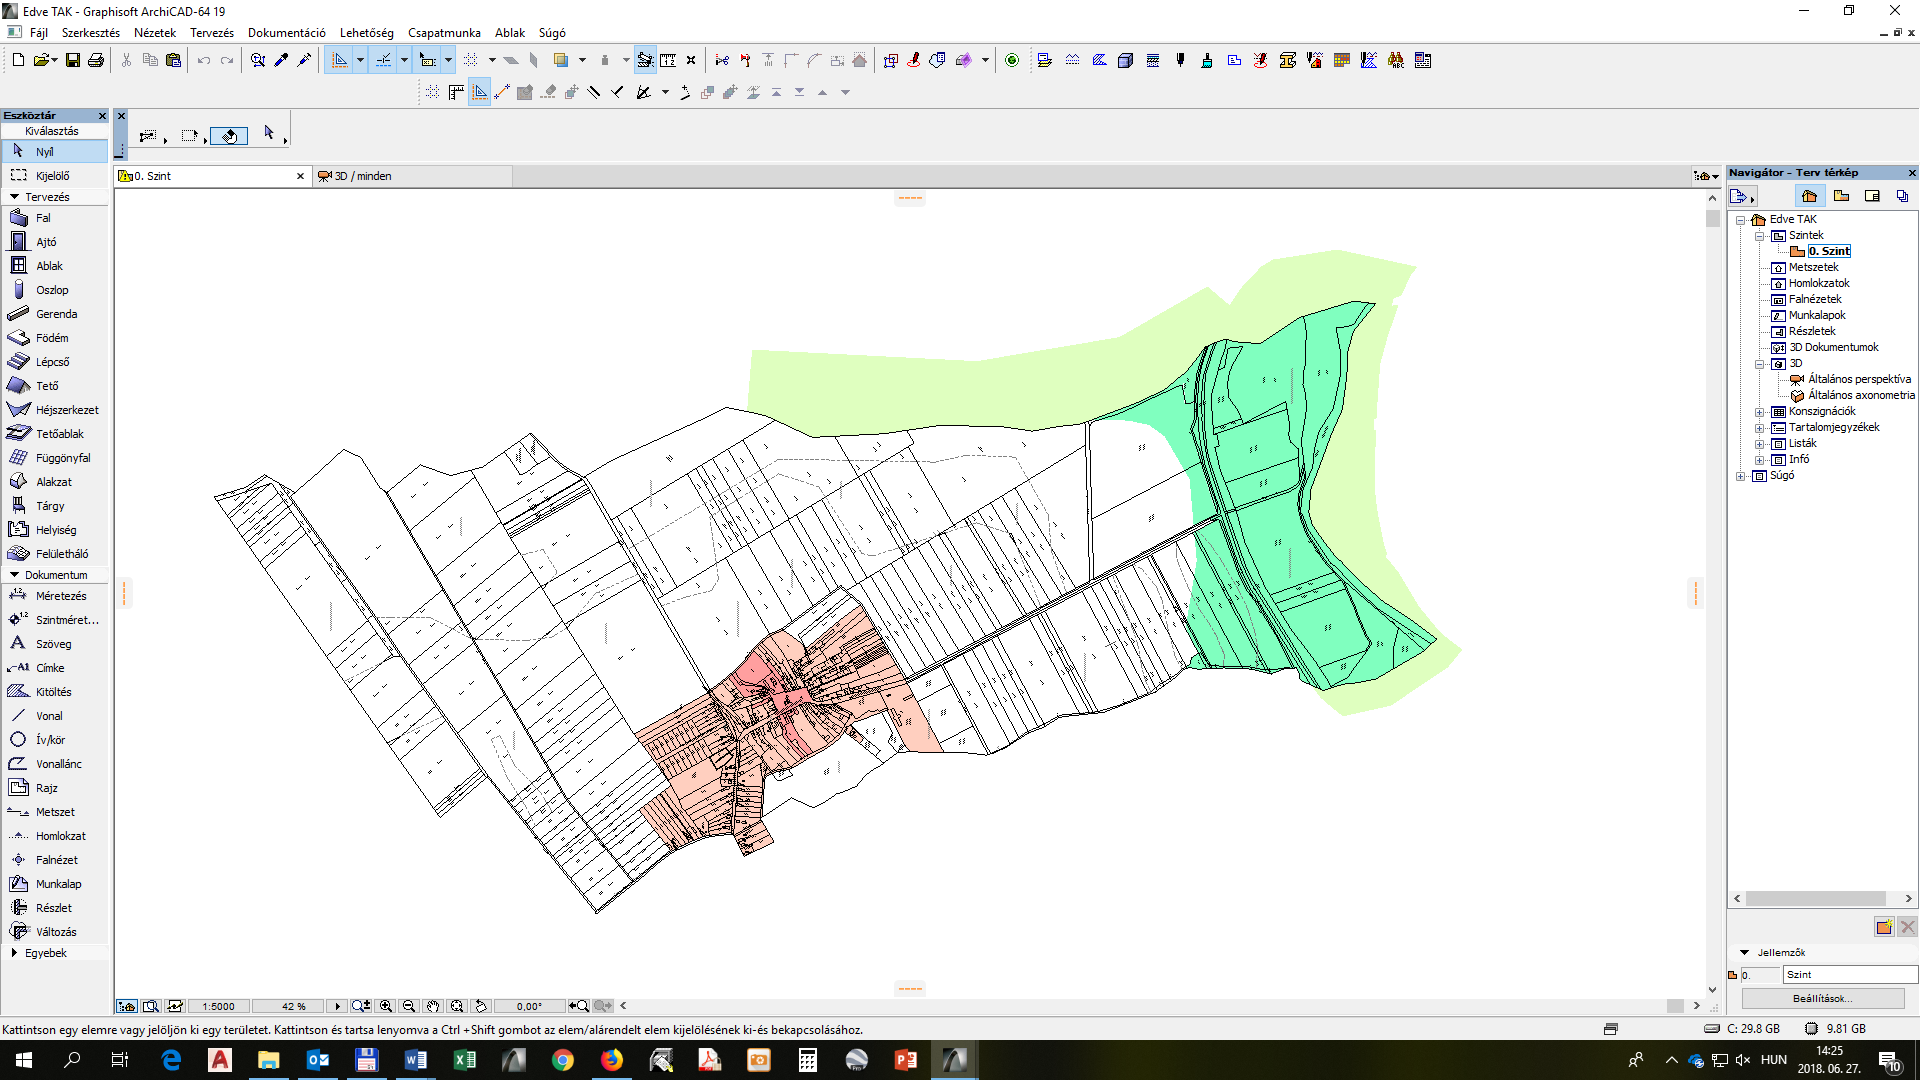 Edve TAK - Graphisoft ArchiCAD-64 19
Fájl Szerkesztés Nézetek Tervezés Dokumentáció Lehetőség Csapatmunka Ablak Súgó
Eszköztár
Kiválasztás
Nyíl
Kijelölő
Tervezés
Fal
Ajtó
Ablak
Oszlop
Gerenda
Födém
Lépcső
Tető
Héjszerkezet
Tetőablak
Függönyfal
Alakzat
Tárgy
Helyiség
Felületháló
Dokumentum
Méretezés
Szintméret...
Szöveg
Címke
Kitöltés
Vonal
Ív/kör
Vonallánc
Rajz
Metszet
Homlokzat
Falnézet
Munkalap
Részlet
Változás
Egyebek
0. Szint
3D / minden
Navigátor - Terv térkép
Edve TAK
Szintek
0. Szint
Metszetek
Homlokzatok
Falnézetek
Munkalapok
Részletek
3D Dokumentumok
3D
Általános perspektíva
Általános axonometria
Konszignációk
Tartalomjegyzékek
Listák
Infó
Súgó
Jellemzők
0. Szint
Beállítások...
1:5000 42 % 0,00°
Kattintson egy elemre vagy jelöljön ki egy területet. Kattintson és tartsa lenyomva a Ctrl +Shift gombot az elem/alárendelt elem kijelölésének ki-és bekapcsolásához.
C: 29.8 GB 9.81 GB
HUN
14:25
2018. 06. 27.
10